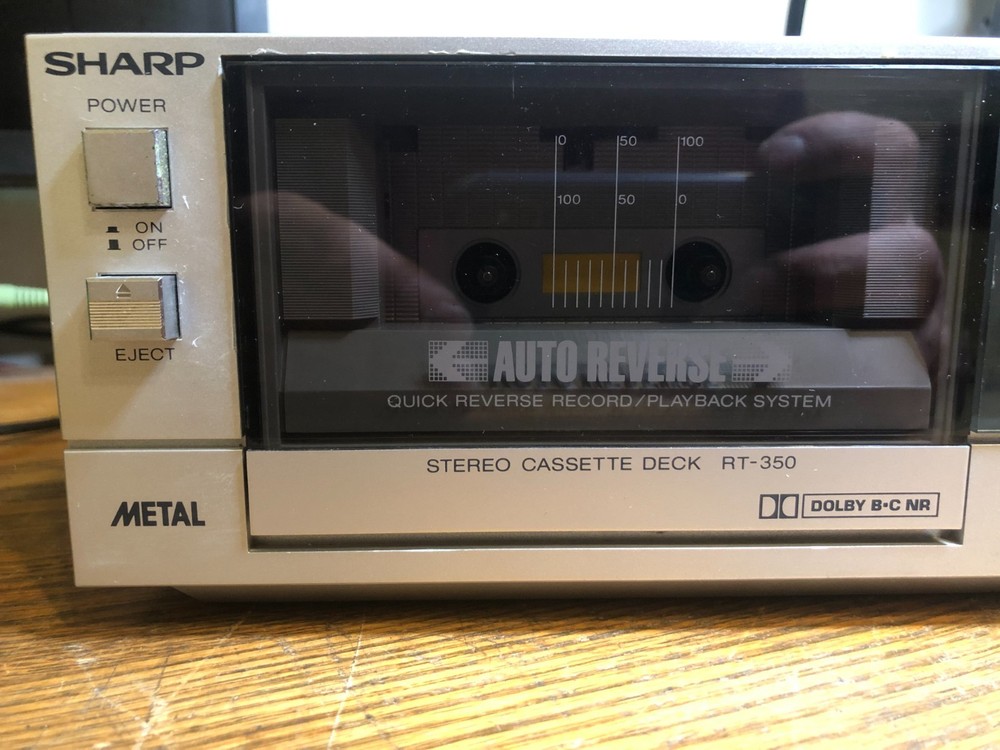 SHARP
POWER
ON
OFF
EJECT
0 50 100
100 50 0
AUTO REVERSE
QUICK REVERSE RECORD/PLAYBACK SYSTEM
STEREO CASSETTE DECK RT-350
METAL
DOLBY B•C NR